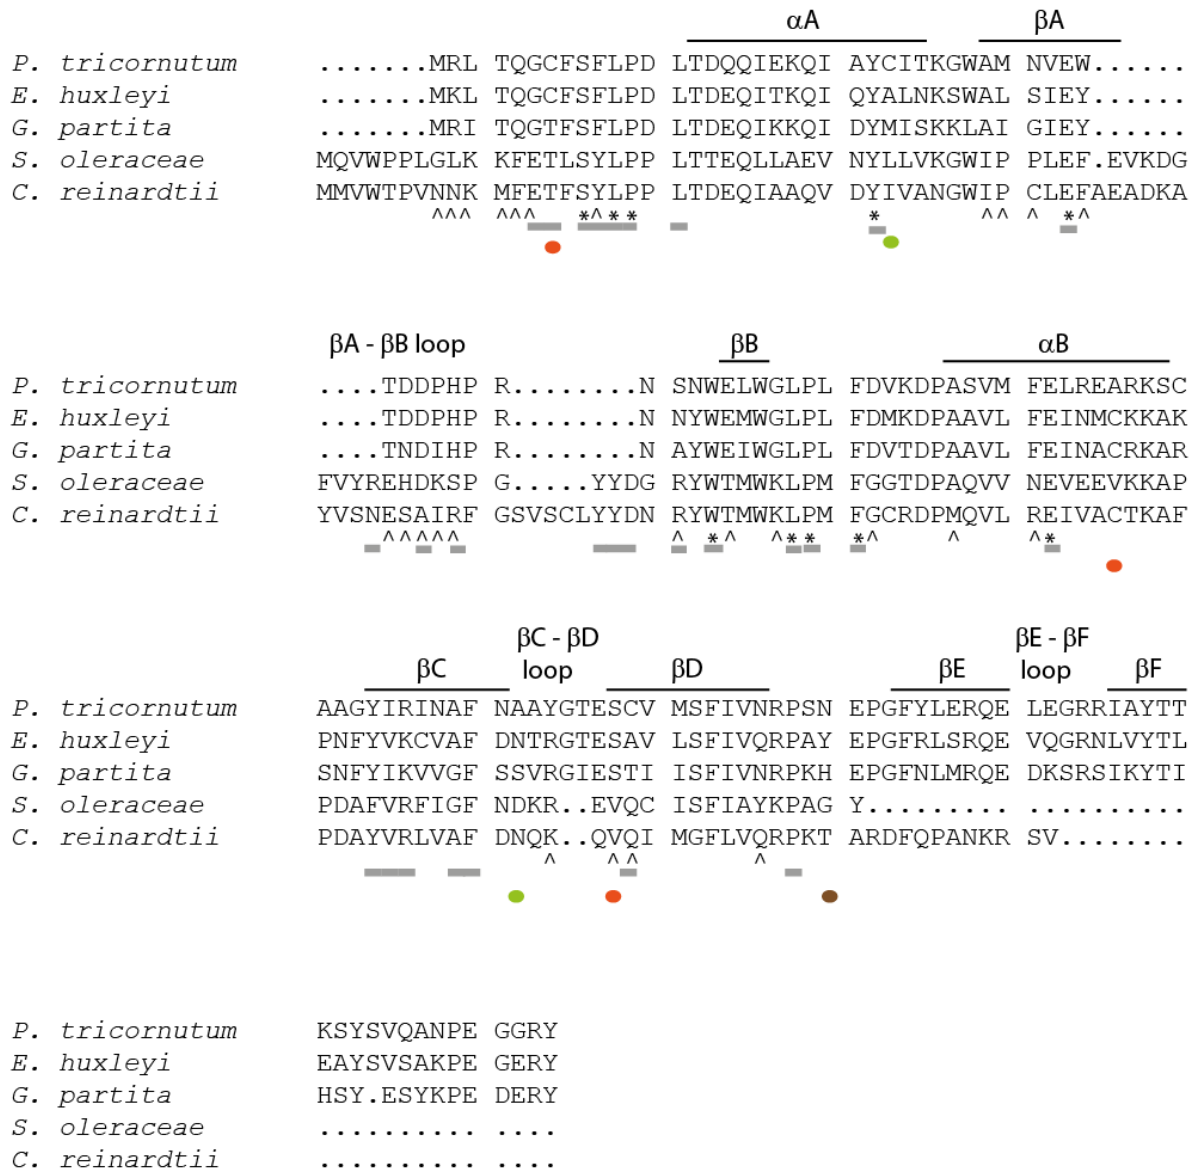 αA βA
P. tricornutum .......MRL TQGCFSFLPD LTDQQIEKQI AYCITKGWAM NVEW......
E. huxleyi .......MKL TQGCFSFLPD LTDEQITKQI QYALNKSWAL SIEY......
G. partita .......MRI TQGTFSFLPD LTDEQIKKQI DYMISKKLAI GIEY......
S. oleraceae MQVWPPLGLK KFETLSYLPP LTTEQLLAEV NYLLVKGWIP PLEF.EVKDG
C. reinardtii MMVWTPVNNK MFETFSYLPP LTDEQIAAQV DYIVANGWIP CLEFAEADKA
^^^ ^^^ *^** * ^^ ^ *^
βA - βB loop βB αB
P. tricornutum ....TDDPHP R........N SNWELWGLPL FDVKDPASVM FELREARKSC
E. huxleyi ....TDDPHP R........N NYWEMWGLPL FDMKDPAAVL FEINMCKKAK
G. partita ....TNDIHP R........N AYWEIWGLPL FDVTDPAAVL FEINACRKAR
S. oleraceae FVYREHDKSP G.....YYDG RYWTMWKLPM FGGTDPAQVV NEVEEVKKAP
C. reinardtii YVSNESAIRF GSVSCLYYDN RYWTMWKLPM FGCRDPMQVL REIVACTKAF
^^^^^ ^ *^ ^** *^ ^ ^*
βC βC - βD loop βD βE βE - βF loop βF
P. tricornutum AAGYIRINAF NAAYGTESCV MSFIVNRPSN EPGFYLERQE LEGRRIAYTT
E. huxleyi PNFYVKCVAF DNTRGTESAV LSFIVQRPAY EPGFRLSRQE VQGRNLVYTL
G. partita SNFYIKVVGF SSVRGIESTI ISFIVNRPKH EPGFNLMRQE DKSRSIKYTI
S. oleraceae PDAFVRFIGF NDKR..EVQC ISFIAYKPAG Y......... ..........
C. reinardtii PDAYVRLVAF DNQK..QVQI MGFLVQRPKT ARDFQPANKR SV........
^ ^^ ^
P. tricornutum KSYSVQANPE GGRY
E. huxleyi EAYSVSAKPE GERY
G. partita HSY.ESYKPE DERY
S. oleraceae .......... ....
C. reinardtii .......... ....